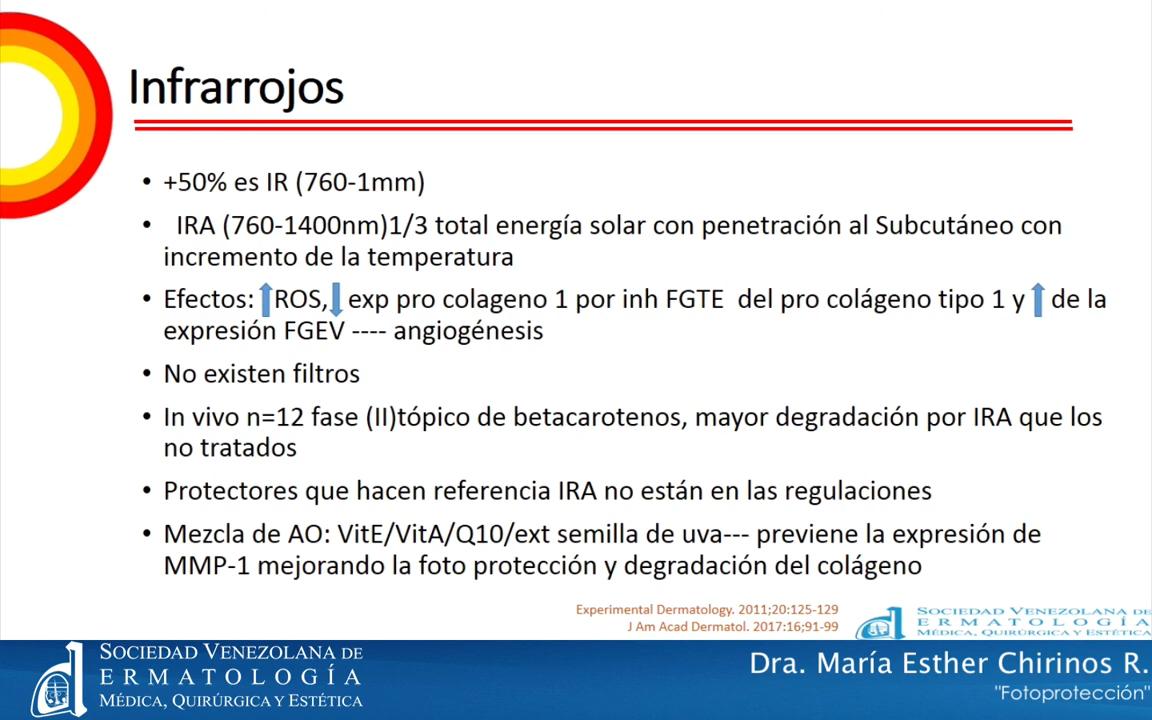 Infrarrojos
• +50% es IR (760-1mm)
• IRA (760-1400nm)1/3 total energía solar con penetración al Subcutáneo con
incremento de la temperatura
• Efectos: ROS, exp pro colageno 1 por inh FGTE del pro colágeno tipo 1 y de la
expresión FGEV ---- angiogénesis
• No existen filtros
• In vivo n=12 fase (II)tópico de betacarotenos, mayor degradación por IRA que los
no tratados
• Protectores que hacen referencia IRA no están en las regulaciones
• Mezcla de AO: VitE/VitA/Q10/ext semilla de uva--- previene la expresión de
MMP-1 mejorando la foto protección y degradación del colágeno
Experimental Dermatology. 2011;20:125-129
J Am Acad Dermatol. 2017:16;91-99
SOCIEDAD VENEZOLANA DE
ERMATOLOGÍA
MÉDICA, QUIRÚRGICA Y ESTÉTICA
SOCIEDAD VENEZOLANA DE
ERMATOLOGÍA
MÉDICA, QUIRÚRGICA Y ESTÉTICA
Dra. María Esther Chirinos R.
"Fotoprotección"